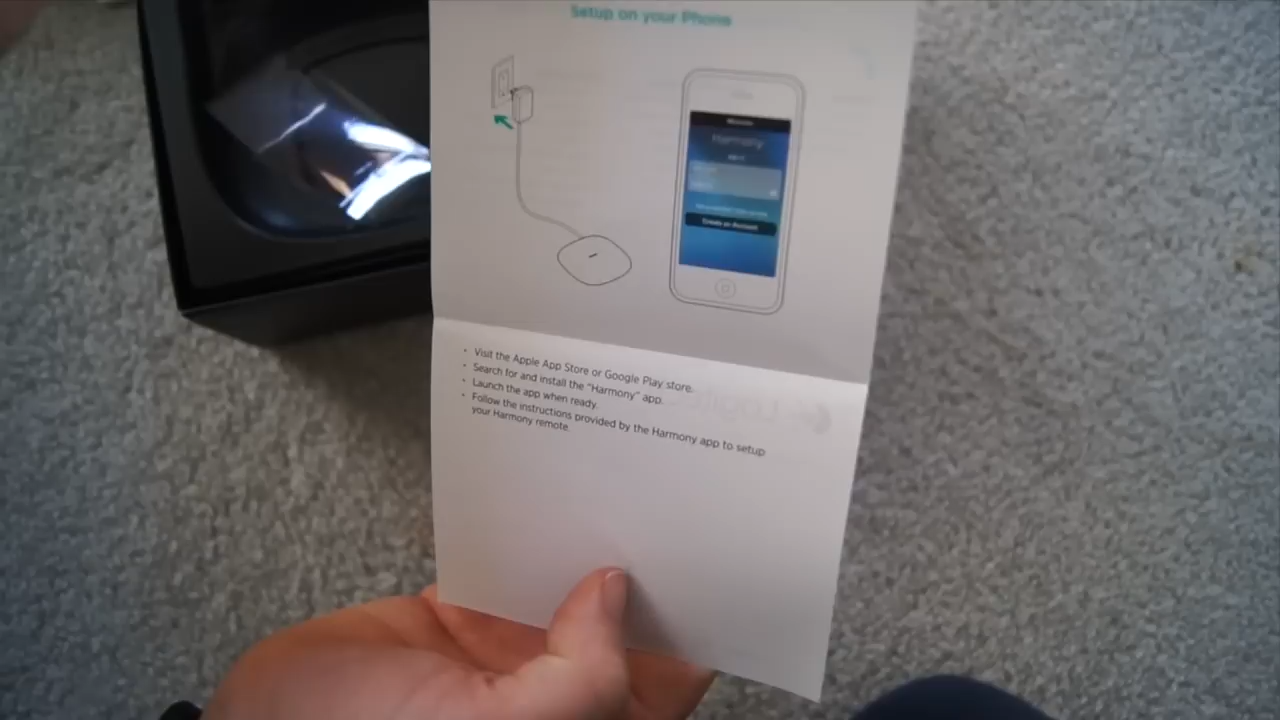 Setup on your Phone
Harmony
Create an Account
• Visit the Apple App Store or Google Play store.
• Search for and install the "Harmony" app.
• Launch the app when ready.
• Follow the instructions provided by the Harmony app to setup
your Harmony remote.